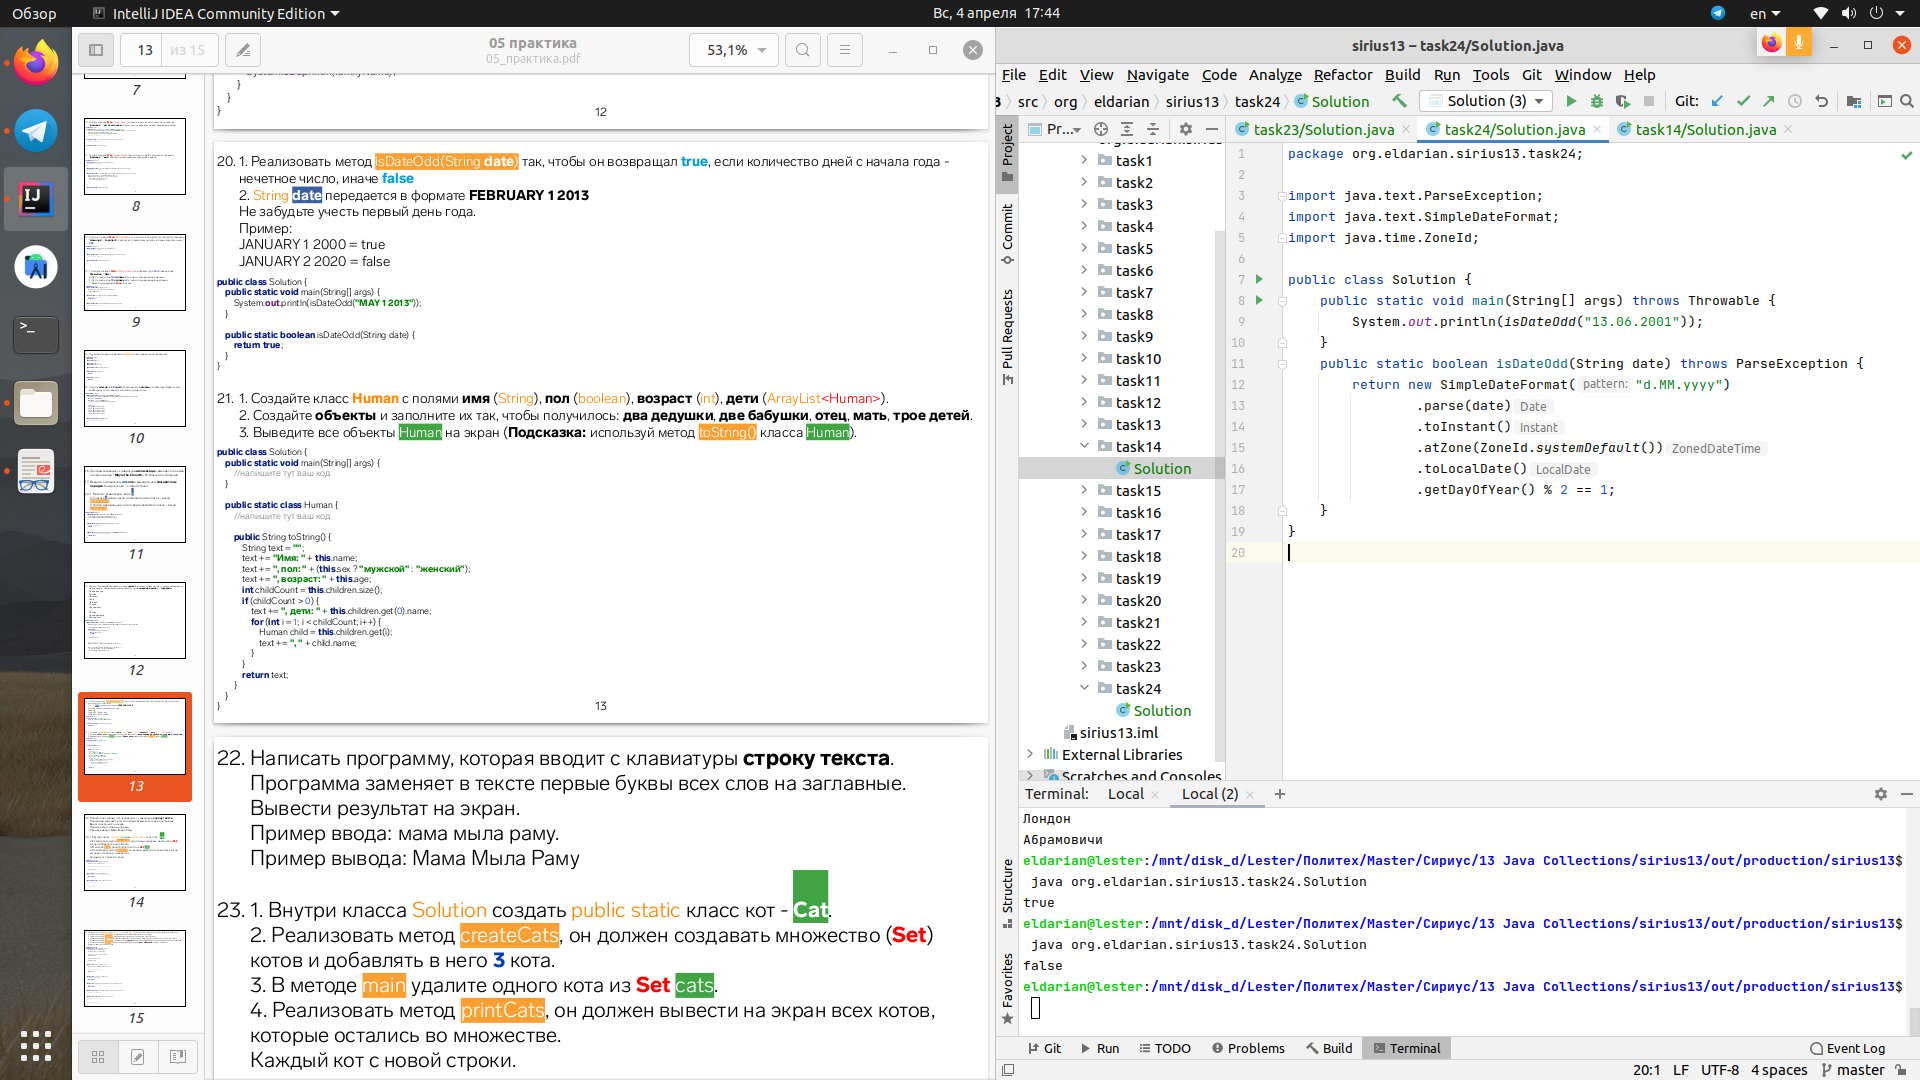 Обзор
IntelliJ IDEA Community Edition
Вс, 4 апреля 17:44
en
13 из 15
05 практика
05_практика.pdf
53,1%
7
8
9
10
11
12
13
14
15
}
}
}
12
20. 1. Реализовать метод isDateOdd(String date) так, чтобы он возвращал true, если количество дней с начала года -
нечетное число, иначе false
2. String date передается в формате FEBRUARY 1 2013
Не забудьте учесть первый день года.
Пример:
JANUARY 1 2000 = true
JANUARY 2 2020 = false
public class Solution {
public static void main(String[] args) {
System.out.println(isDateOdd("MAY 1 2013"));
}
public static boolean isDateOdd(String date) {
return true;
}
}
21. 1. Создайте класс Human с полями имя (String), пол (boolean), возраст (int), дети (ArrayList<Human>).
2. Создайте объекты и заполните их так, чтобы получилось: два дедушки, две бабушки, отец, мать, трое детей.
3. Выведите все объекты Human на экран (Подсказка: используй метод toString() класса Human).
public class Solution {
public static void main(String[] args) {
//напишите тут ваш код
}
public static class Human {
//напишите тут ваш код
public String toString() {
String text = "";
text += "Имя: " + this.name;
text += ", пол: " + (this.sex ? "мужской" : "женский");
text += ", возраст: " + this.age;
int childCount = this.children.size();
if (childCount > 0) {
text += ", дети: " + this.children.get(0).name;
for (int i = 1; i < childCount; i++) {
Human child = this.children.get(i);
text += ", " + child.name;
}
}
return text;
}
}
}
13
22. Написать программу, которая вводит с клавиатуры строку текста.
Программа заменяет в тексте первые буквы всех слов на заглавные.
Вывести результат на экран.
Пример ввода: мама мыла раму.
Пример вывода: Мама Мыла Раму
23. 1. Внутри класса Solution создать public static класс кот - Cat.
2. Реализовать метод createCats, он должен создавать множество (Set)
котов и добавлять в него 3 кота.
3. В методе main удалите одного кота из Set cats.
4. Реализовать метод printCats, он должен вывести на экран всех котов,
которые остались во множестве.
Каждый кот с новой строки.
sirius13 – task24/Solution.java
File Edit View Navigate Code Analyze Refactor Build Run Tools Git Window Help
3 src org eldarian sirius13 task24 Solution
Solution (3)
Git:
Project
Commit
Pull Requests
Structure
Favorites
Pr...
task1
task2
task3
task4
task5
task6
task7
task8
task9
task10
task11
task12
task13
task14
Solution
task15
task16
task17
task18
task19
task20
task21
task22
task23
task24
Solution
sirius13.iml
External Libraries
Scratches and Consoles
task23/Solution.java task24/Solution.java task14/Solution.java
1 package org.eldarian.sirius13.task24;
2
3 import java.text.ParseException;
4 import java.text.SimpleDateFormat;
5 import java.time.ZoneId;
6
7 public class Solution {
8 public static void main(String[] args) throws Throwable {
9 System.out.println(isDateOdd("13.06.2001"));
10 }
11 public static boolean isDateOdd(String date) throws ParseException {
12 return new SimpleDateFormat( pattern: "d.MM.yyyy")
13 .parse(date) Date
14 .toInstant() Instant
15 .atZone(ZoneId.systemDefault()) ZonedDateTime
16 .toLocalDate() LocalDate
17 .getDayOfYear() % 2 == 1;
18 }
19 }
20
Terminal: Local Local (2)
Лондон
Абрамовичи
eldarian@lester:/mnt/disk_d/Lester/Политех/Master/Сириус/13 Java Collections/sirius13/out/production/sirius13$
java org.eldarian.sirius13.task24.Solution
true
eldarian@lester:/mnt/disk_d/Lester/Политех/Master/Сириус/13 Java Collections/sirius13/out/production/sirius13$
java org.eldarian.sirius13.task24.Solution
false
eldarian@lester:/mnt/disk_d/Lester/Политех/Master/Сириус/13 Java Collections/sirius13/out/production/sirius13$
Git Run TODO Problems Build Terminal Event Log
20:1 LF UTF-8 4 spaces master